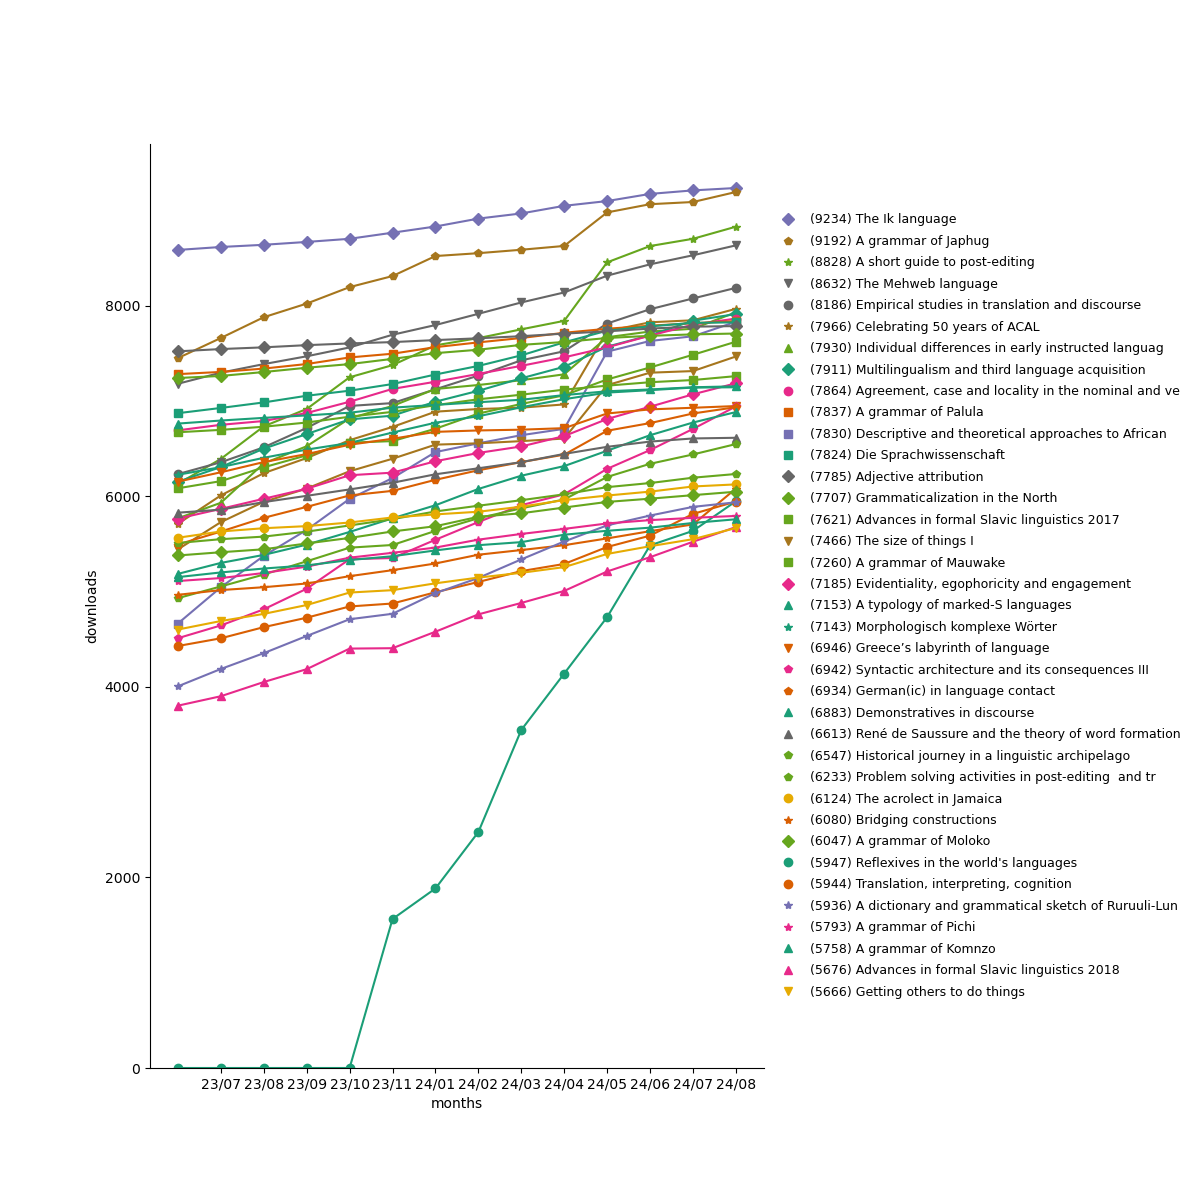 8000
6000
4000
2000
0
downloads
23/07 23/08 23/09 23/10 23/11 24/01 24/02 24/03 24/04 24/05 24/06 24/07 24/08
months
(9234) The Ik language
(9192) A grammar of Japhug
(8828) A short guide to post-editing
(8632) The Mehweb language
(8186) Empirical studies in translation and discourse
(7966) Celebrating 50 years of ACAL
(7930) Individual differences in early instructed languag
(7911) Multilingualism and third language acquisition
(7864) Agreement, case and locality in the nominal and ve
(7837) A grammar of Palula
(7830) Descriptive and theoretical approaches to African
(7824) Die Sprachwissenschaft
(7785) Adjective attribution
(7707) Grammaticalization in the North
(7621) Advances in formal Slavic linguistics 2017
(7466) The size of things I
(7260) A grammar of Mauwake
(7185) Evidentiality, egophoricity and engagement
(7153) A typology of marked-S languages
(7143) Morphologisch komplexe Wörter
(6946) Greece’s labyrinth of language
(6942) Syntactic architecture and its consequences III
(6934) German(ic) in language contact
(6883) Demonstratives in discourse
(6613) René de Saussure and the theory of word formation
(6547) Historical journey in a linguistic archipelago
(6233) Problem solving activities in post-editing  and tr
(6124) The acrolect in Jamaica
(6080) Bridging constructions
(6047) A grammar of Moloko
(5947) Reflexives in the world's languages
(5944) Translation, interpreting, cognition
(5936) A dictionary and grammatical sketch of Ruruuli-Lun
(5793) A grammar of Pichi
(5758) A grammar of Komnzo
(5676) Advances in formal Slavic linguistics 2018
(5666) Getting others to do things